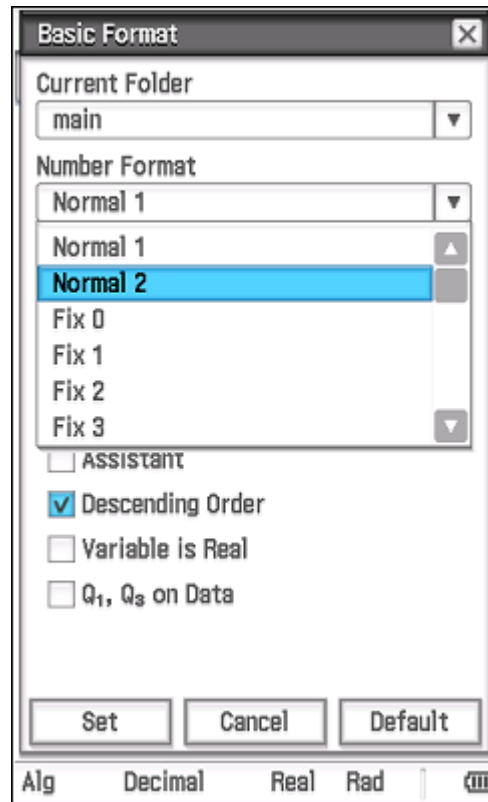 Basic Format
Current Folder
main
Number Format
Normal 1
Normal 1
Normal 2
Fix 0
Fix 1
Fix 2
Fix 3
Assistant
Descending Order
Variable is Real
Q₁, Q₃ on Data
Set Cancel Default
Alg Decimal Real Rad